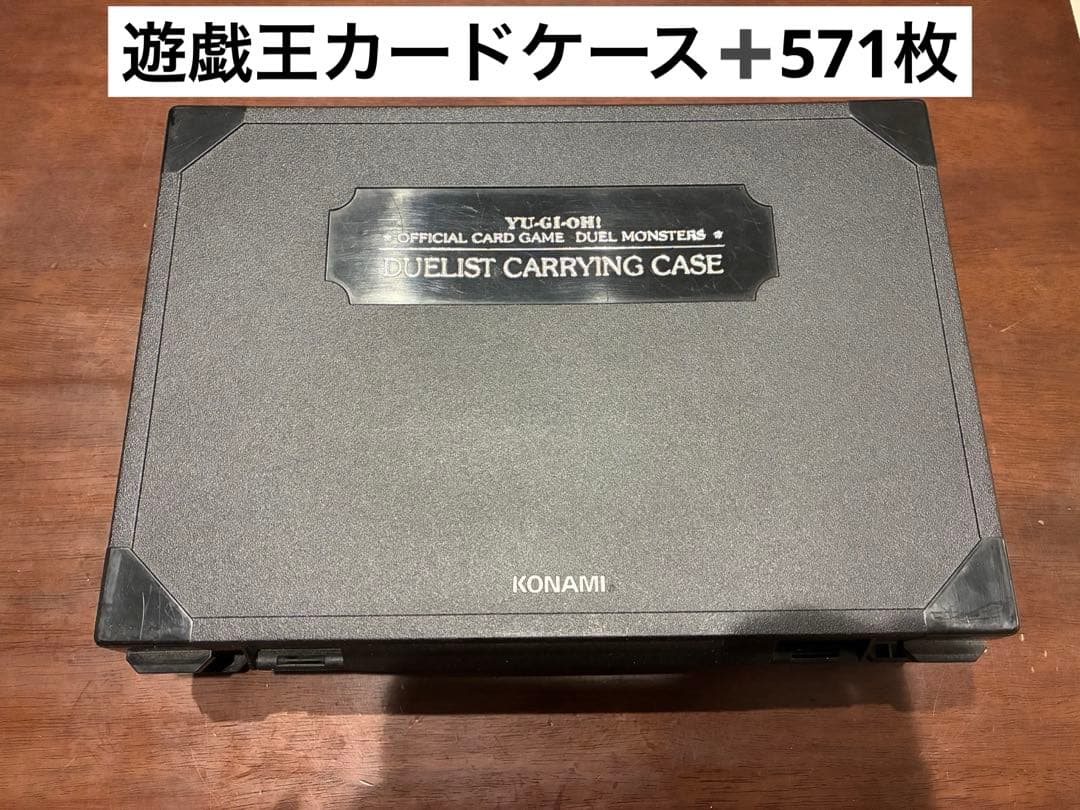 遊戯王カードケース➕571枚
YU-GI-OH!
★ OFFICIAL CARD GAME DUEL MONSTERS ★
DUELIST CARRYING CASE
KONAMI